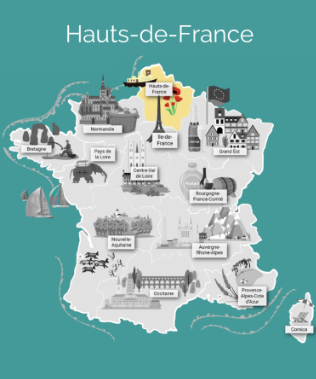 Hauts-de-France
Hauts-de-
France
Normandie
Île-de-
France
Grand Est
Bretagne
Pays de
la Loire
Centre-Val
de Loire
Bourgogne-
France-Comté
Nouvelle-
Aquitaine
Auvergne-
Rhône-Alpes
Occitanie
Provence-
Alpes-Côte
d'Azur
Corsica